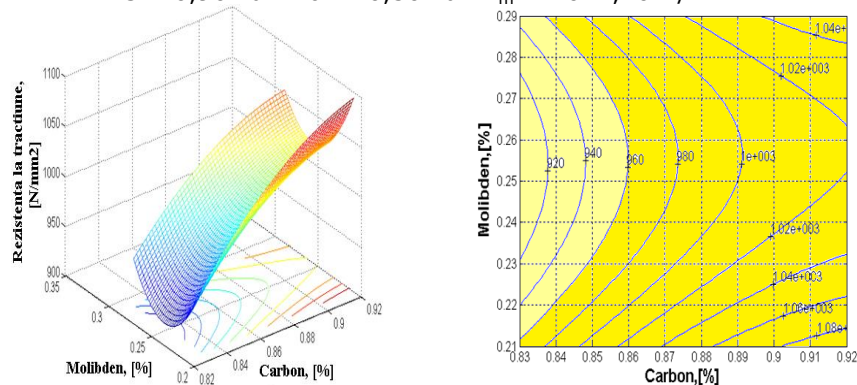 Rezistenta la tractiune,
[N/mm2]
1100
1050
1000
950
900
0.35
0.3
0.25
0.2
Molibden, [%]
0.82
0.84
0.86
0.88
0.9
0.92
Carbon, [%]
Molibden,[%]
0.29
0.28
0.27
0.26
0.25
0.24
0.23
0.22
0.21
920
940
960
980
1e+003
1.04e+
1.02e+003
1.02e+003
1.04e+003
1.06e+003
1.08e+
0.83
0.84
0.85
0.86
0.87
0.88
0.89
0.9
0.91
0.92
Carbon,[%]